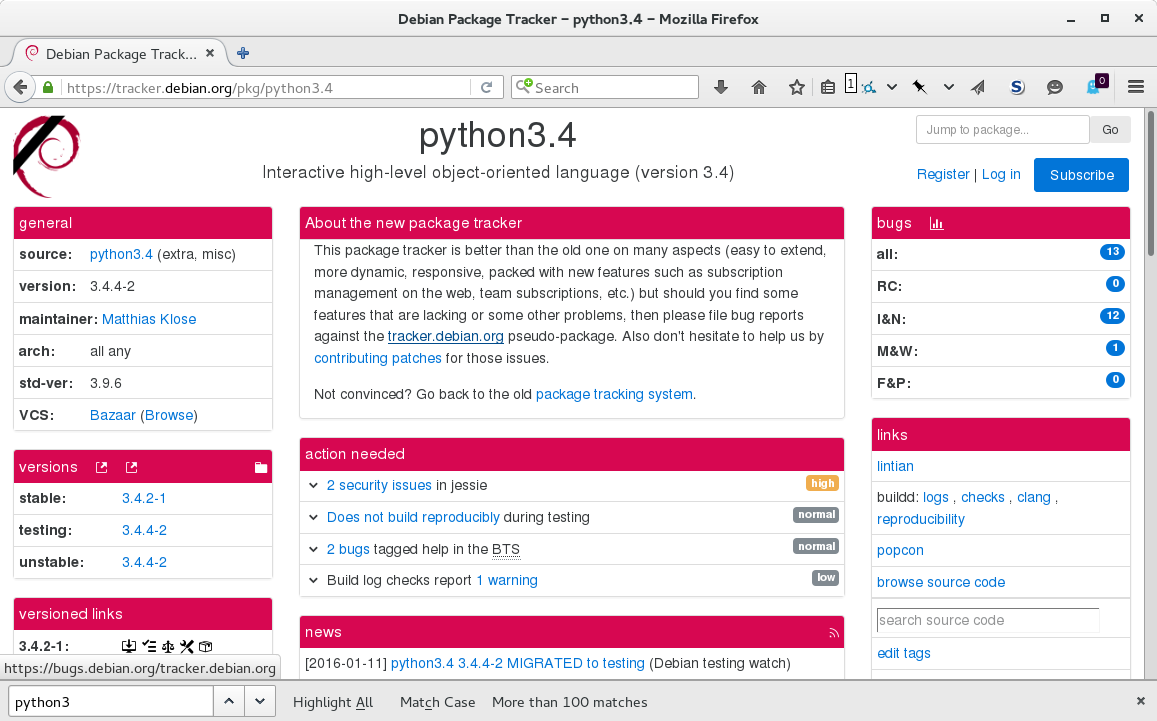 Debian Package Tracker – python3.4 – Mozilla Firefox
Debian Package Track...
https://tracker.debian.org/pkg/python3.4
Search
1
0
python3.4
Interactive high-level object-oriented language (version 3.4)
Jump to package...
Go
Register | Log in
Subscribe
general
source: python3.4 (extra, misc)
version: 3.4.4-2
maintainer: Matthias Klose
arch: all any
std-ver: 3.9.6
VCS: Bazaar (Browse)
versions
stable: 3.4.2-1
testing: 3.4.4-2
unstable: 3.4.4-2
versioned links
3.4.2-1:
About the new package tracker
This package tracker is better than the old one on many aspects (easy to extend,
more dynamic, responsive, packed with new features such as subscription
management on the web, team subscriptions, etc.) but should you find some
features that are lacking or some other problems, then please file bug reports
against the tracker.debian.org pseudo-package. Also don't hesitate to help us by
contributing patches for those issues.
Not convinced? Go back to the old package tracking system.
action needed
2 security issues in jessie high
Does not build reproducibly during testing normal
2 bugs tagged help in the BTS normal
Build log checks report 1 warning low
news
[2016-01-11] python3.4 3.4.4-2 MIGRATED to testing (Debian testing watch)
bugs
all: 13
RC: 0
I&N: 12
M&W: 1
F&P: 0
links
lintian
buildd: logs , checks , clang ,
reproducibility
popcon
browse source code
search source code
edit tags
https://bugs.debian.org/tracker.debian.org
python3
Highlight All
Match Case
More than 100 matches